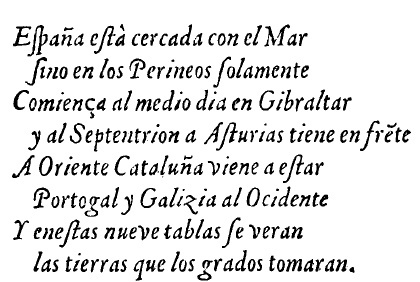 Eſpaña eſtà cercada con el Mar
ſino en los Perineos ſolamente
Comiença al medio dia en Gibraltar
y al Septentrion a Aſturias tiene en frẽte
A Oriente Cataluña viene a eſtar
Portogal y Galizia al Ocidente
Y eneſtas nueve tablas ſe veran
las tierras que los grados tomaran.